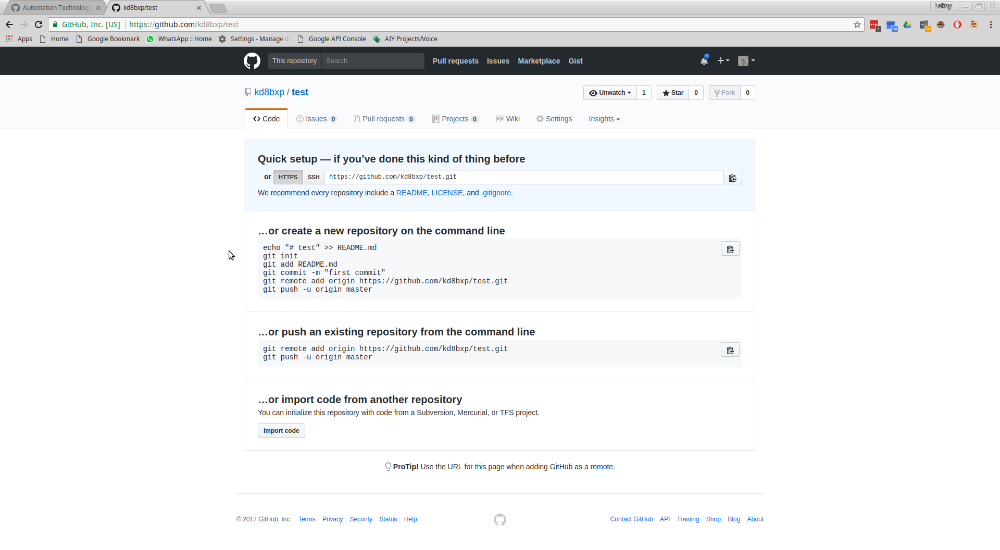 Automation Technology
kd8bxp/test
LeRoy
GitHub, Inc. [US]
https://github.com/kd8bxp/test
Apps
Home
Google Bookmark
WhatsApp :: Home
Settings - Manage d
Google API Console
AIY Projects/Voice
1
3d
16
This repository
Search
Pull requests
Issues
Marketplace
Gist
kd8bxp / test
Unwatch 1
Star 0
Fork 0
Code
Issues 0
Pull requests 0
Projects 0
Wiki
Settings
Insights
Quick setup — if you’ve done this kind of thing before
or HTTPS SSH https://github.com/kd8bxp/test.git
We recommend every repository include a README, LICENSE, and .gitignore.
…or create a new repository on the command line
echo "# test" >> README.md
git init
git add README.md
git commit -m "first commit"
git remote add origin https://github.com/kd8bxp/test.git
git push -u origin master
…or push an existing repository from the command line
git remote add origin https://github.com/kd8bxp/test.git
git push -u origin master
…or import code from another repository
You can initialize this repository with code from a Subversion, Mercurial, or TFS project.
Import code
ProTip! Use the URL for this page when adding GitHub as a remote.
© 2017 GitHub, Inc. Terms Privacy Security Status Help
Contact GitHub API Training Shop Blog About